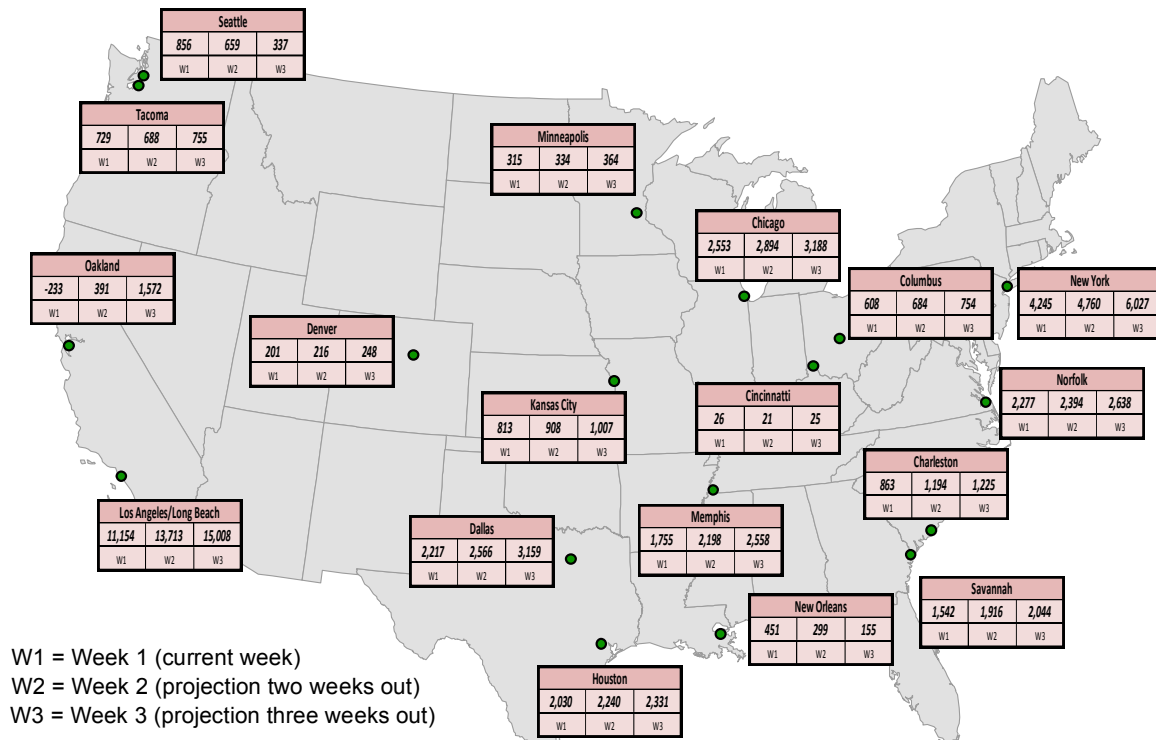 Seattle
856 659 337
W1 W2 W3
Tacoma
729 688 755
W1 W2 W3
Minneapolis
315 334 364
W1 W2 W3
Chicago
2,553 2,894 3,188
W1 W2 W3
Oakland
-233 391 1,572
W1 W2 W3
Columbus
608 684 754
W1 W2 W3
New York
4,245 4,760 6,027
W1 W2 W3
Denver
201 216 248
W1 W2 W3
Norfolk
2,277 2,394 2,638
W1 W2 W3
Kansas City
813 908 1,007
W1 W2 W3
Cincinnatti
26 21 25
W1 W2 W3
Charleston
863 1,194 1,225
W1 W2 W3
Los Angeles/Long Beach
11,154 13,713 15,008
W1 W2 W3
Dallas
2,217 2,566 3,159
W1 W2 W3
Memphis
1,755 2,198 2,558
W1 W2 W3
Savannah
1,542 1,916 2,044
W1 W2 W3
New Orleans
451 299 155
W1 W2 W3
Houston
2,030 2,240 2,331
W1 W2 W3
W1 = Week 1 (current week)
W2 = Week 2 (projection two weeks out)
W3 = Week 3 (projection three weeks out)